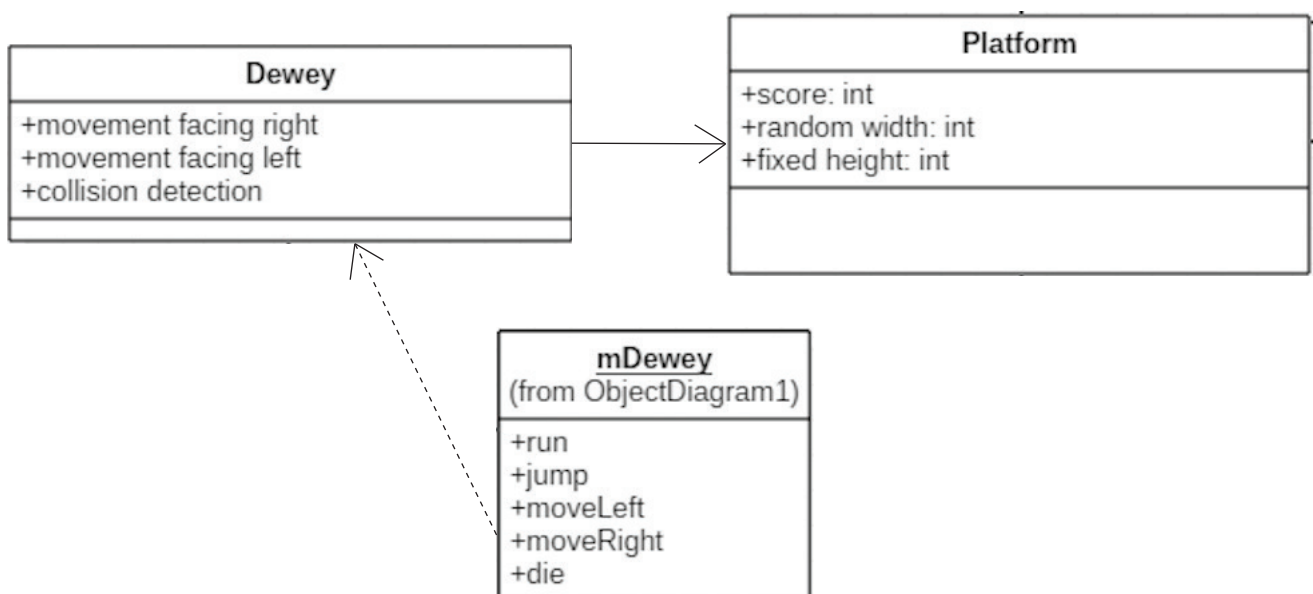 Dewey
+movement facing right
+movement facing left
+collision detection
Platform
+score: int
+random width: int
+fixed height: int
mDewey
(from ObjectDiagram1)
+run
+jump
+moveLeft
+moveRight
+die